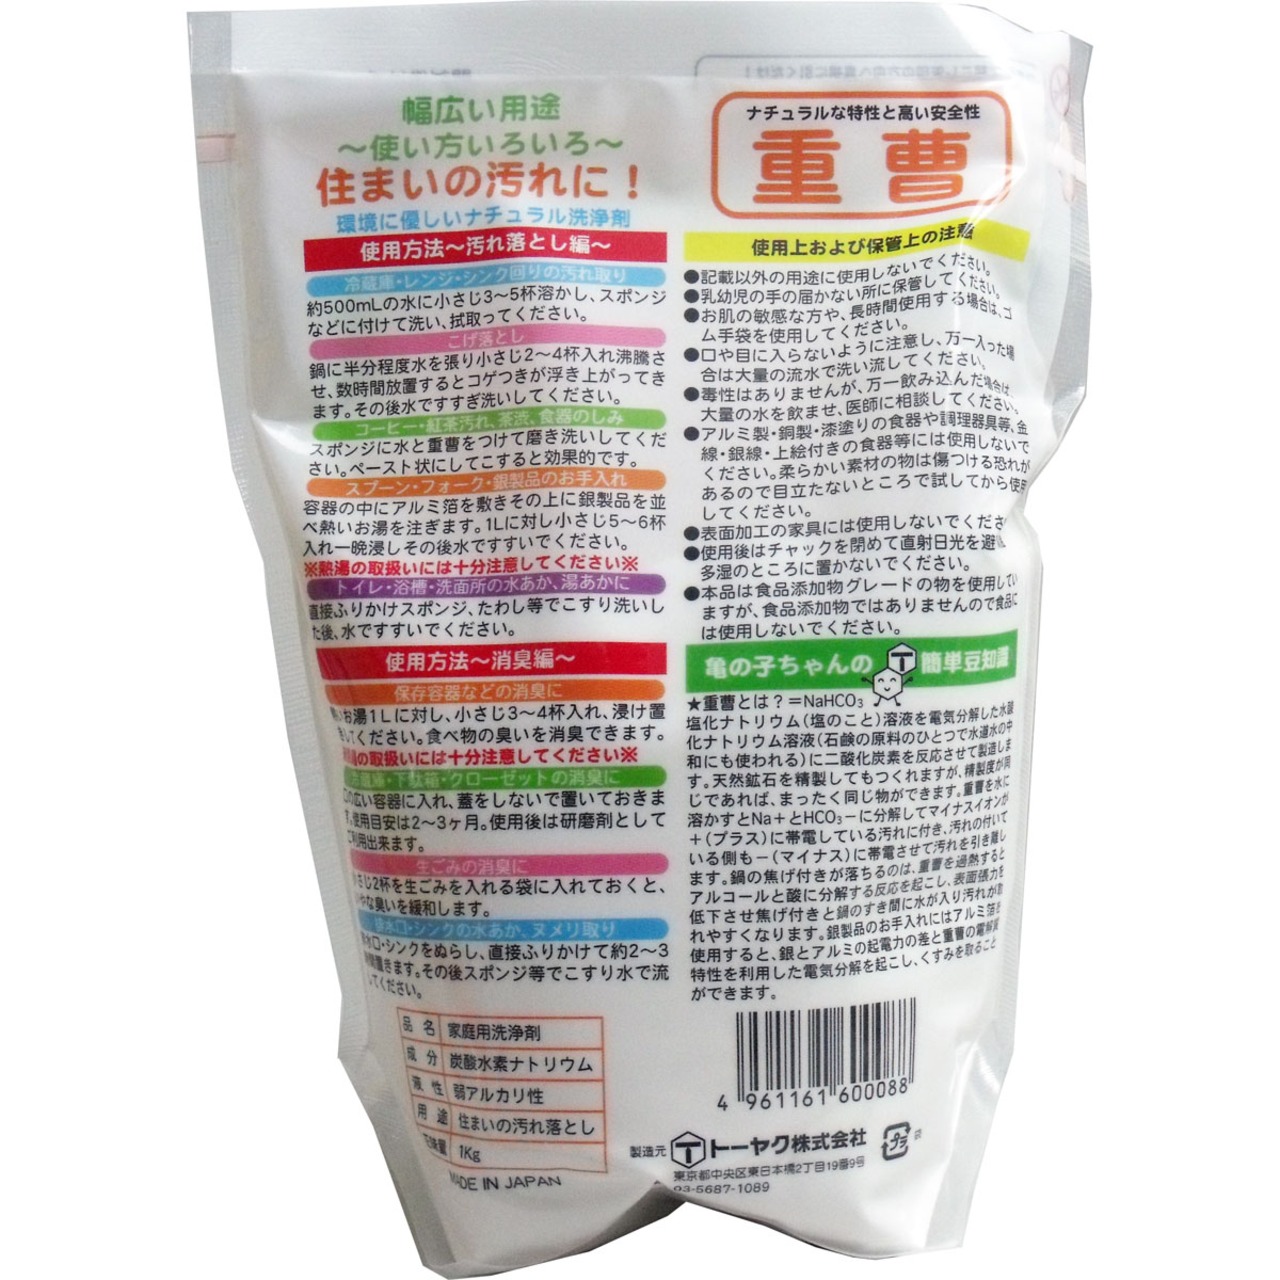 幅広い用途
～使い方いろいろ～
住まいの汚れに！
環境に優しいナチュラル洗浄剤
使用方法～汚れ落とし編～
冷蔵庫・レンジ・シンク回りの汚れ取り
約500mLの水に小さじ3～5杯溶かし、スポンジ
などに付けて洗い、拭取ってください。
こげ落とし
鍋に半分程度水を張り小さじ2～4杯入れ沸騰さ
せ、数時間放置するとコゲつきが浮き上がってき
ます。その後水ですすぎ洗いしてください。
コーヒー・紅茶汚れ、茶渋、食器のしみ
スポンジに水と重曹をつけて磨き洗いしてくだ
さい。ペースト状にしてこすると効果的です。
スプーン・フォーク・銀製品のお手入れ
容器の中にアルミ箔を敷きその上に銀製品を並
べ熱いお湯を注ぎます。1Lに対し小さじ5～6杯
入れ一晩浸しその後水ですすいでください。
※熱湯の取扱いには十分注意してください※
トイレ・浴槽・洗面所の水あか、湯あかに
直接ふりかけスポンジ、たわし等でこすり洗いし
た後、水ですすいでください。
使用方法～消臭編～
保存容器などの消臭に
お湯1Lに対し、小さじ3～4杯入れ、浸け置
してください。食べ物の臭いを消臭できます。
の取扱いには十分注意してください※
・下駄箱・クローゼットの消臭に
の広い容器に入れ、蓋をしないで置いておきま
す。使用目安は2～3ヶ月。使用後は研磨剤として
利用出来ます。
生ごみの消臭に
さじ2杯を生ごみを入れる袋に入れておくと、
な臭いを緩和します。
排水口・シンクの水あか、ヌメリ取り
水口・シンクをぬらし、直接ふりかけて約2～3
置きます。その後スポンジ等でこすり水で流
してください。
品名 家庭用洗浄剤
成分 炭酸水素ナトリウム
液性 弱アルカリ性
用途 住まいの汚れ落とし
正味量 1Kg
MADE IN JAPAN
ナチュラルな特性と高い安全性
重曹
使用上および保管上の注意
●記載以外の用途に使用しないでください。
●乳幼児の手の届かない所に保管してください。
●お肌の敏感な方や、長時間使用する場合は、ゴ
ム手袋を使用してください。
●口や目に入らないように注意し、万一入った場
合は大量の流水で洗い流してください。
●毒性はありませんが、万一飲み込んだ場合は、
大量の水を飲ませ、医師に相談してください。
●アルミ製・銅製・漆塗りの食器や調理器具等、金
線・銀線・上絵付きの食器等には使用しないで
ください。柔らかい素材の物は傷つける恐れが
あるので目立たないところで試してから使用
してください。
●表面加工の家具には使用しないでくださ
●使用後はチャックを閉めて直射日光を避け、
多湿のところに置かないでください。
●本品は食品添加物グレードの物を使用してい
ますが、食品添加物ではありませんので食品に
は使用しないでください。
亀の子ちゃんの 簡単豆知識
★重曹とは？＝NaHCO3
塩化ナトリウム（塩のこと）溶液を電気分解した水酸
化ナトリウム溶液（石鹸の原料のひとつで水道水の中
和にも使われる）に二酸化炭素を反応させて製造しま
す。天然鉱石を精製してもつくれますが、精製度が同
じであれば、まったく同じ物ができます。重曹を水に
溶かすとNa＋とHCO3－に分解してマイナスイオンが
＋（プラス）に帯電している汚れに付き、汚れの付いて
いる側も－（マイナス）に帯電させて汚れを引き離し
ます。鍋の焦げ付きが落ちるのは、重曹を過熱すると
アルコールと酸に分解する反応を起こし、表面張力を
低下させ焦げ付きと鍋のすき間に水が入り汚れが取
れやすくなります。銀製品のお手入れにはアルミ箔を
使用すると、銀とアルミの起電力の差と重曹の電解質
特性を利用した電気分解を起こし、くすみを取ること
ができます。
4 961161 600088
製造元 トーヤク株式会社
東京都中央区東日本橋2丁目19番9号
03-5687-1089
プラ
袋